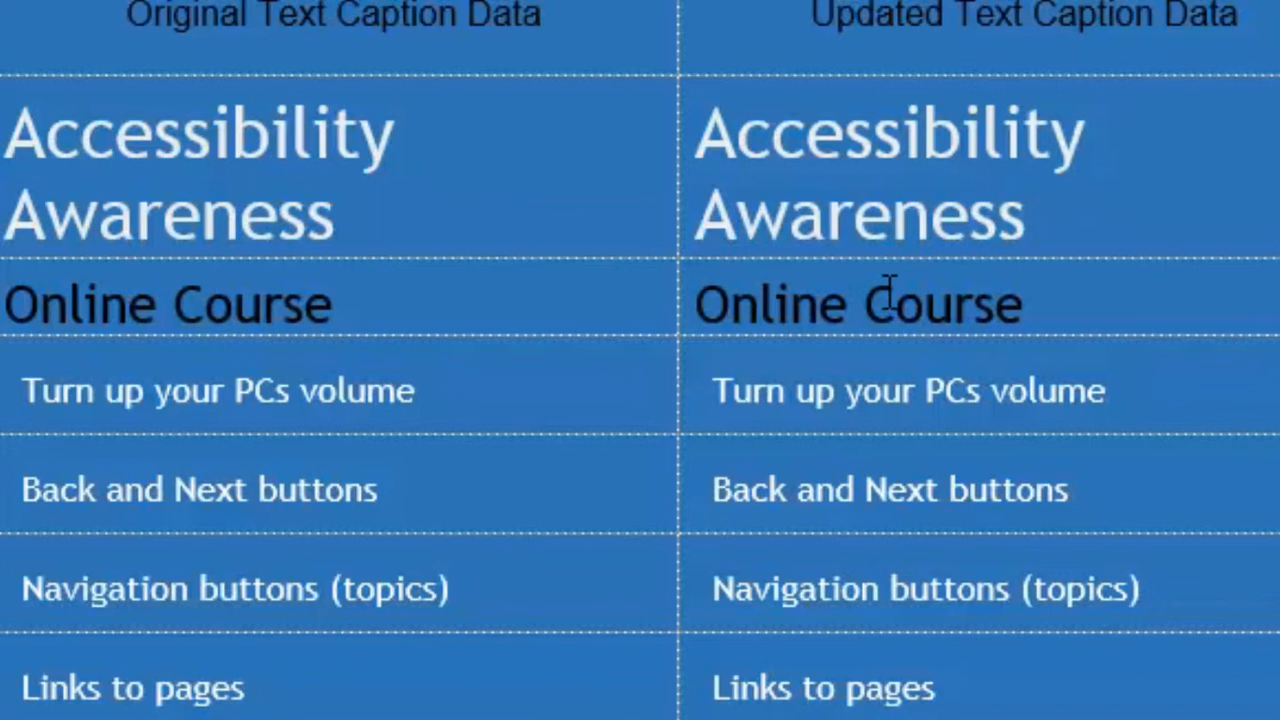 Original Text Caption Data
Updated Text Caption Data
Accessibility
Awareness
Accessibility
Awareness
Online Course
Online Course
Turn up your PCs volume
Turn up your PCs volume
Back and Next buttons
Back and Next buttons
Navigation buttons (topics)
Navigation buttons (topics)
Links to pages
Links to pages